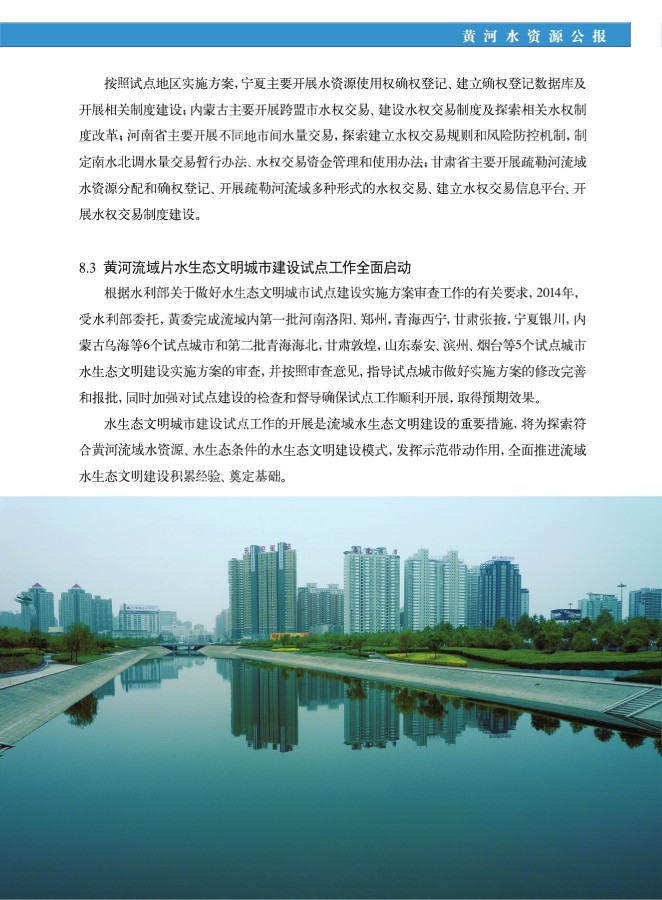 黄河水资源公报
按照试点地区实施方案，宁夏主要开展水资源使用权确权登记、建立确权登记数据库及
开展相关制度建设；内蒙古主要开展跨盟市水权交易、建设水权交易制度及探索相关水权制
度改革；河南省主要开展不同地市间水量交易，探索建立水权交易规则和风险防控机制，制
定南水北调水量交易暂行办法、水权交易资金管理和使用办法；甘肃省主要开展疏勒河流域
水资源分配和确权登记、开展疏勒河流域多种形式的水权交易、建立水权交易信息平台、开
展水权交易制度建设。
8.3 黄河流域片水生态文明城市建设试点工作全面启动
根据水利部关于做好水生态文明城市试点建设实施方案审查工作的有关要求，2014年，
受水利部委托，黄委完成流域内第一批河南洛阳、郑州，青海西宁，甘肃张掖，宁夏银川，内
蒙古乌海等6个试点城市和第二批青海海北，甘肃敦煌，山东泰安、滨州、烟台等5个试点城市
水生态文明建设实施方案的审查，并按照审查意见，指导试点城市做好实施方案的修改完善
和报批，同时加强对试点建设的检查和督导确保试点工作顺利开展，取得预期效果。
水生态文明城市建设试点工作的开展是流域水生态文明建设的重要措施，将为探索符
合黄河流域水资源、水生态条件的水生态文明建设模式，发挥示范带动作用，全面推进流域
水生态文明建设积累经验、奠定基础。